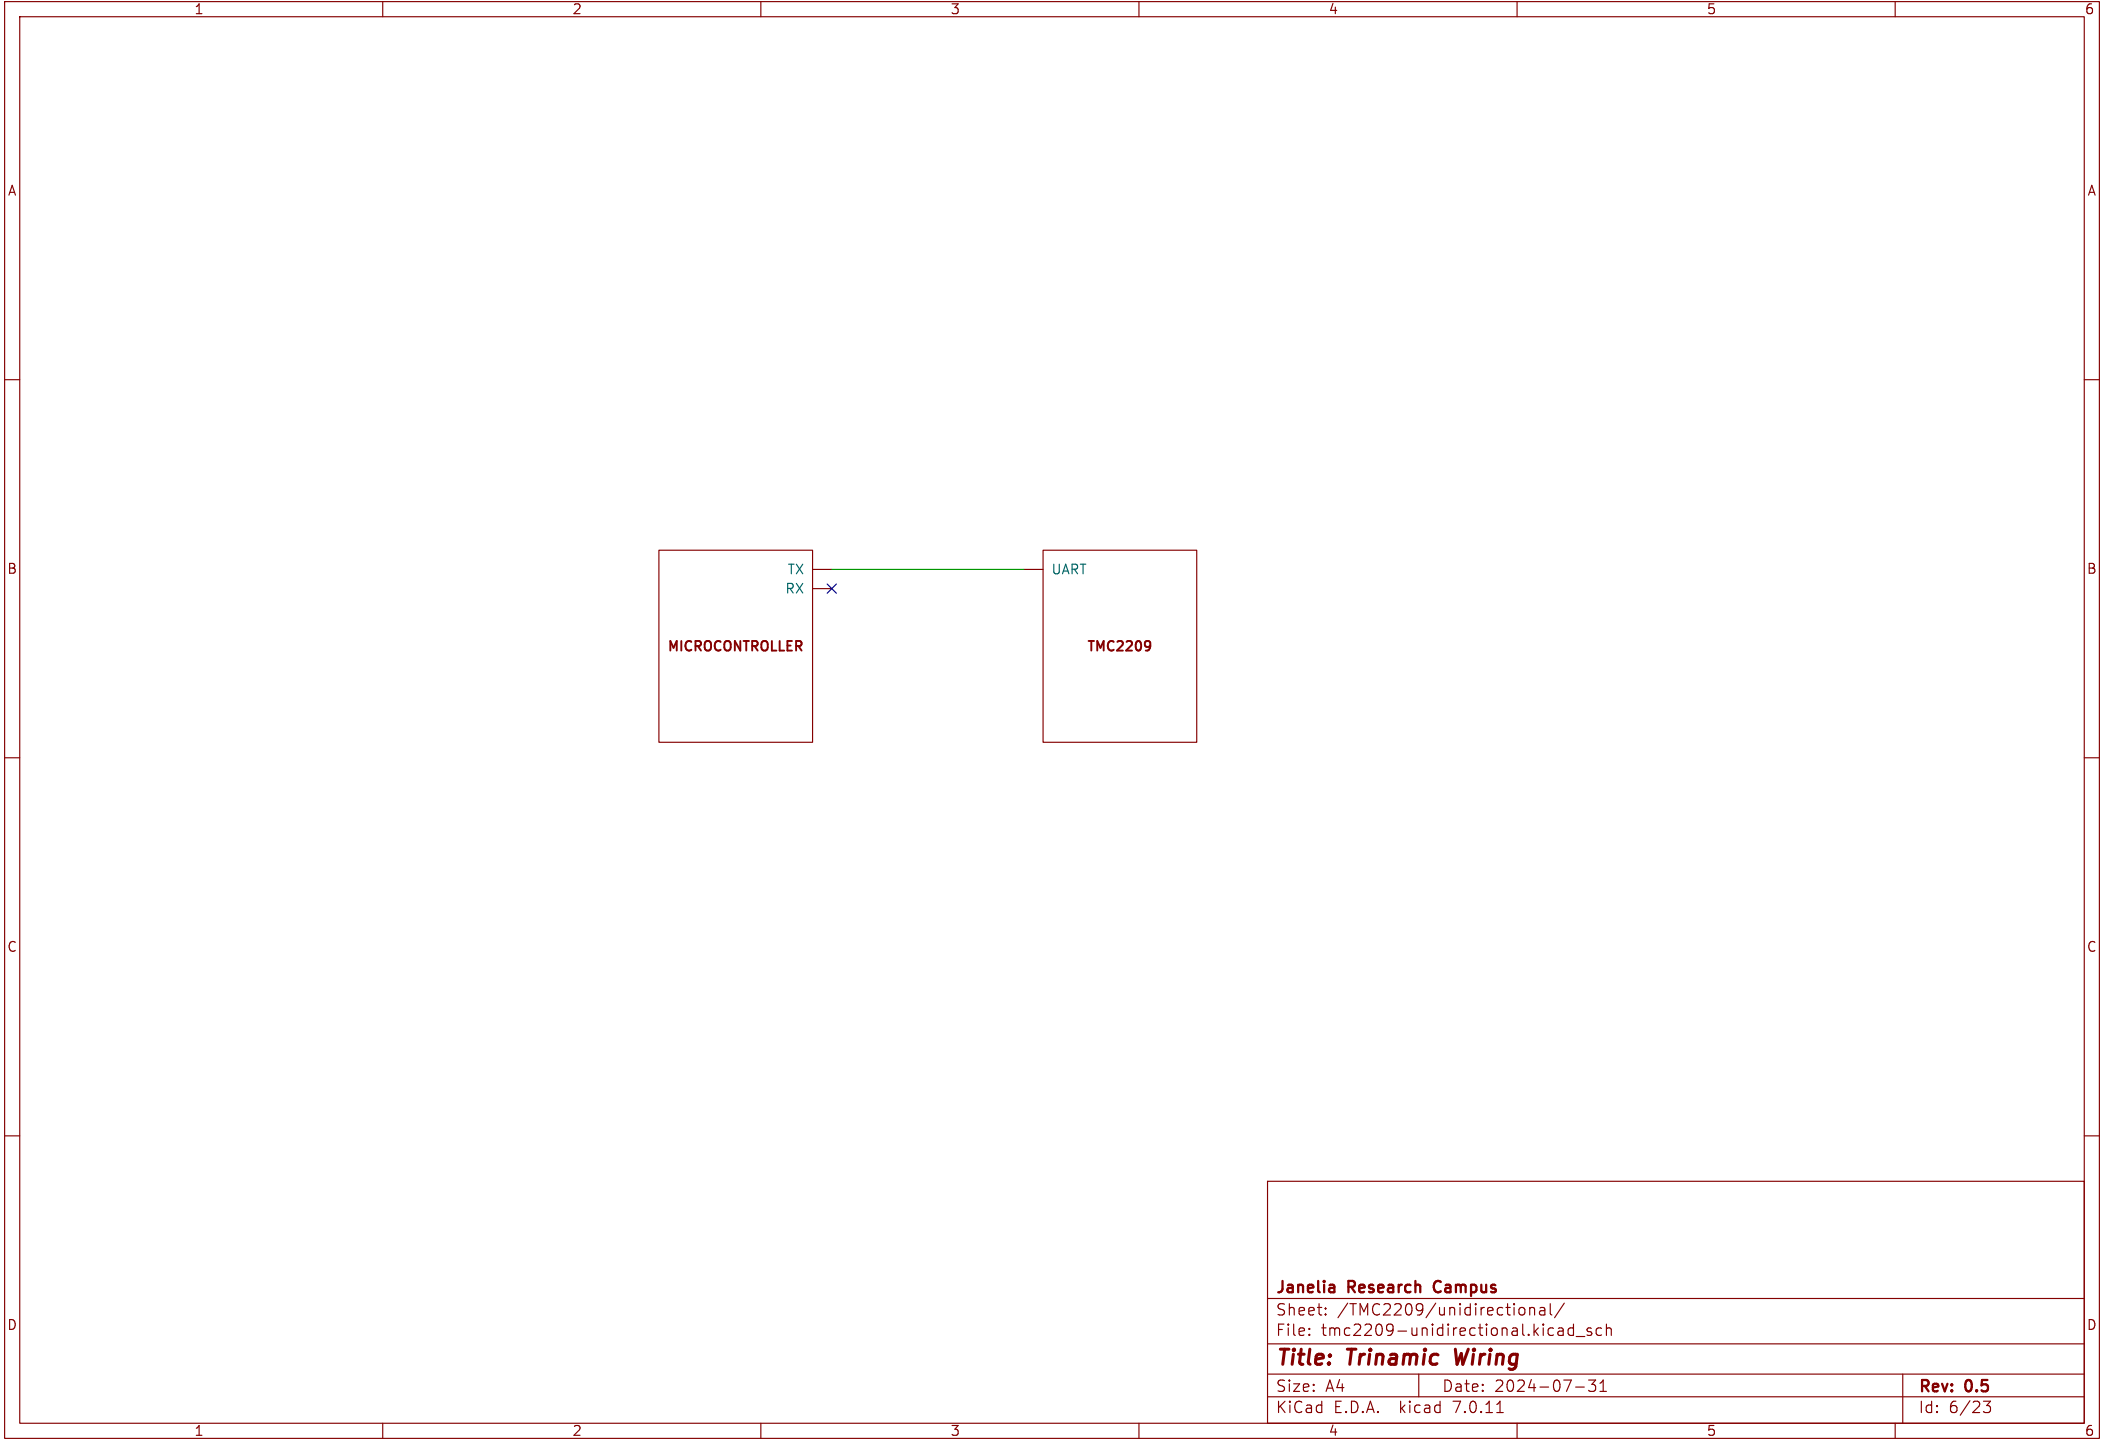 1 2 3 4 5 6
A A
B B
TX UART
RX
MICROCONTROLLER TMC2209
C C
Janelia Research Campus
Sheet: /TMC2209/unidirectional/
D D
File: tmc2209-unidirectional.kicad_sch
Title: Trinamic Wiring
Size: A4 Date: 2024-07-31 Rev: 0.5
KiCad E.D.A. kicad 7.0.11 Id: 6/23
1 2 3 4 5 6